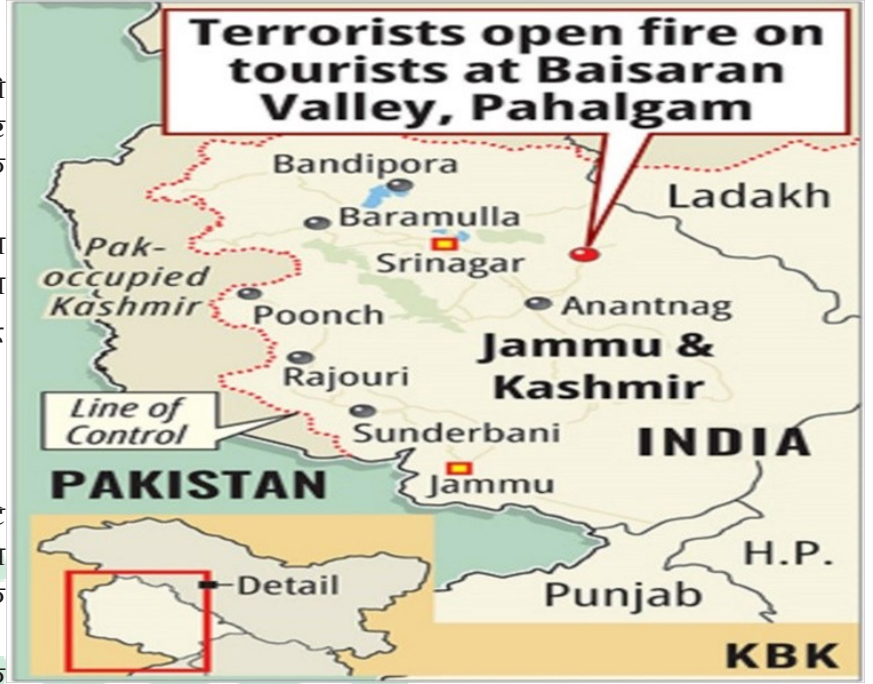 Terrorists open fire on
tourists at Baisaran
Valley, Pahalgam
Bandipora
Ladakh
Baramulla
Pak-
occupied
Kashmir
Srinagar
Anantnag
Poonch
Jammu &
Kashmir
Rajouri
Line of
Control
Sunderbani
INDIA
PAKISTAN
Jammu
H.P.
Detail
Punjab
KBK